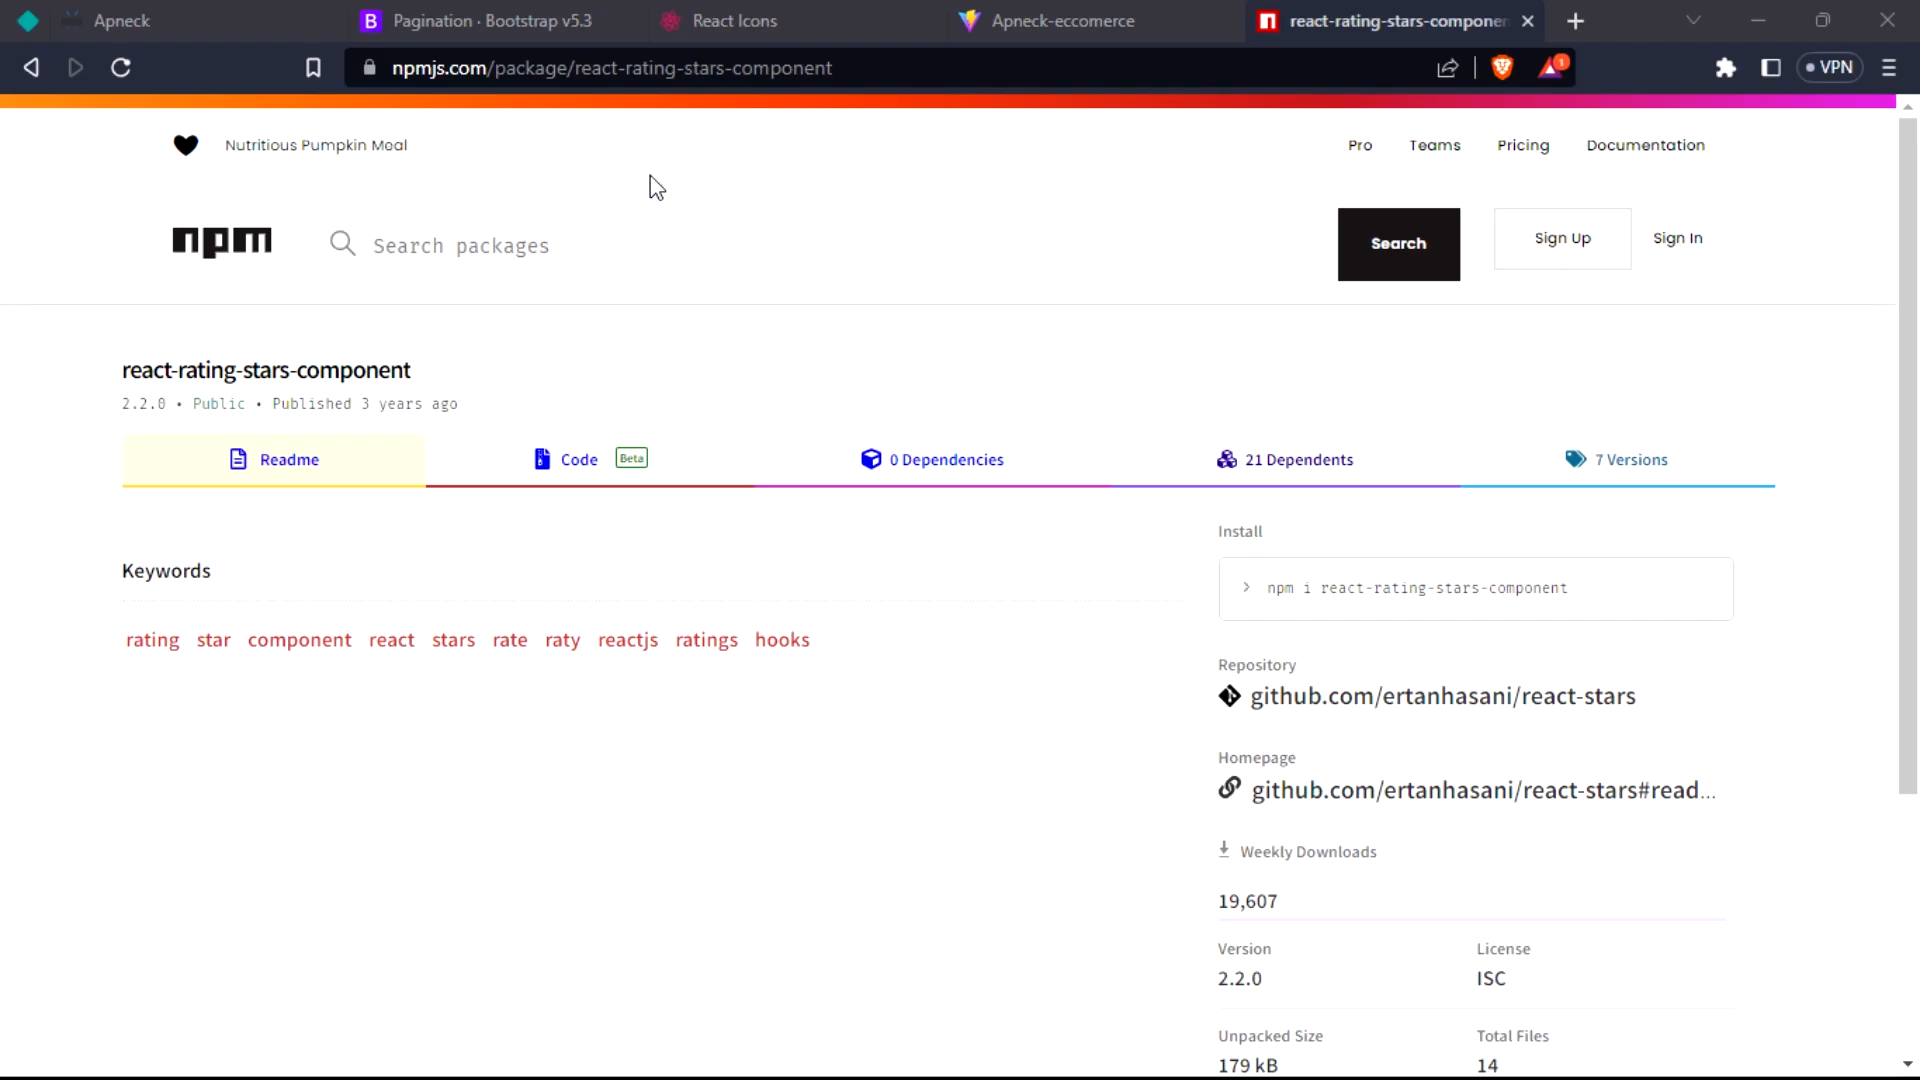 Apneck
Pagination · Bootstrap v5.3
React Icons
Apneck-eccomerce
react-rating-stars-componen
npmjs.com/package/react-rating-stars-component
1
VPN
Nutritious Pumpkin Meal
Pro
Teams
Pricing
Documentation
npm
Search packages
Search
Sign Up
Sign In
react-rating-stars-component
2.2.0 • Public • Published 3 years ago
Readme
Code Beta
0 Dependencies
21 Dependents
7 Versions
Install
> npm i react-rating-stars-component
Keywords
rating star component react stars rate raty reactjs ratings hooks
Repository
github.com/ertanhasani/react-stars
Homepage
github.com/ertanhasani/react-stars#read...
Weekly Downloads
19,607
Version
2.2.0
License
ISC
Unpacked Size
179 kB
Total Files
14